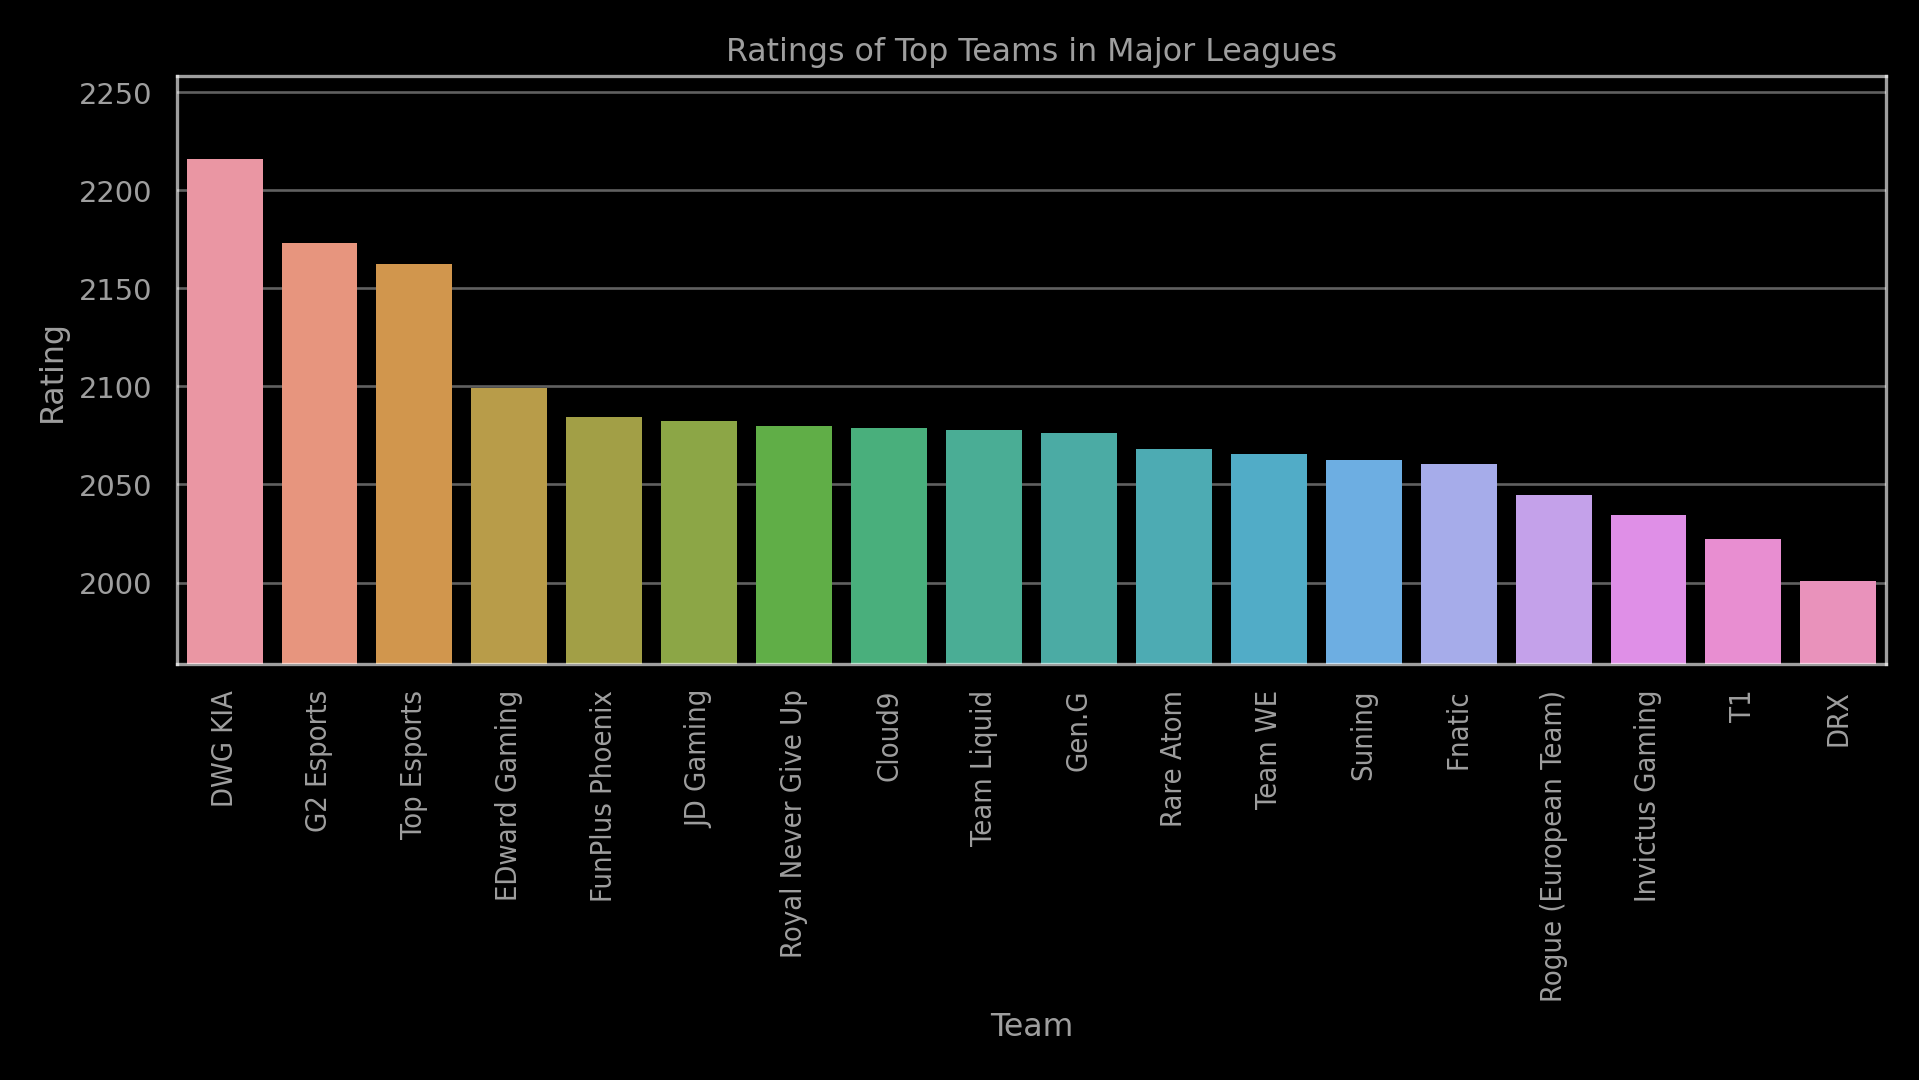 Ratings of Top Teams in Major Leagues
2250
2200
2150
2100
2050
2000
Rating
DWG KIA
G2 Esports
Top Esports
EDward Gaming
FunPlus Phoenix
JD Gaming
Royal Never Give Up
Cloud9
Team Liquid
Gen.G
Rare Atom
Team WE
Suning
Fnatic
Rogue (European Team)
Invictus Gaming
T1
DRX
Team